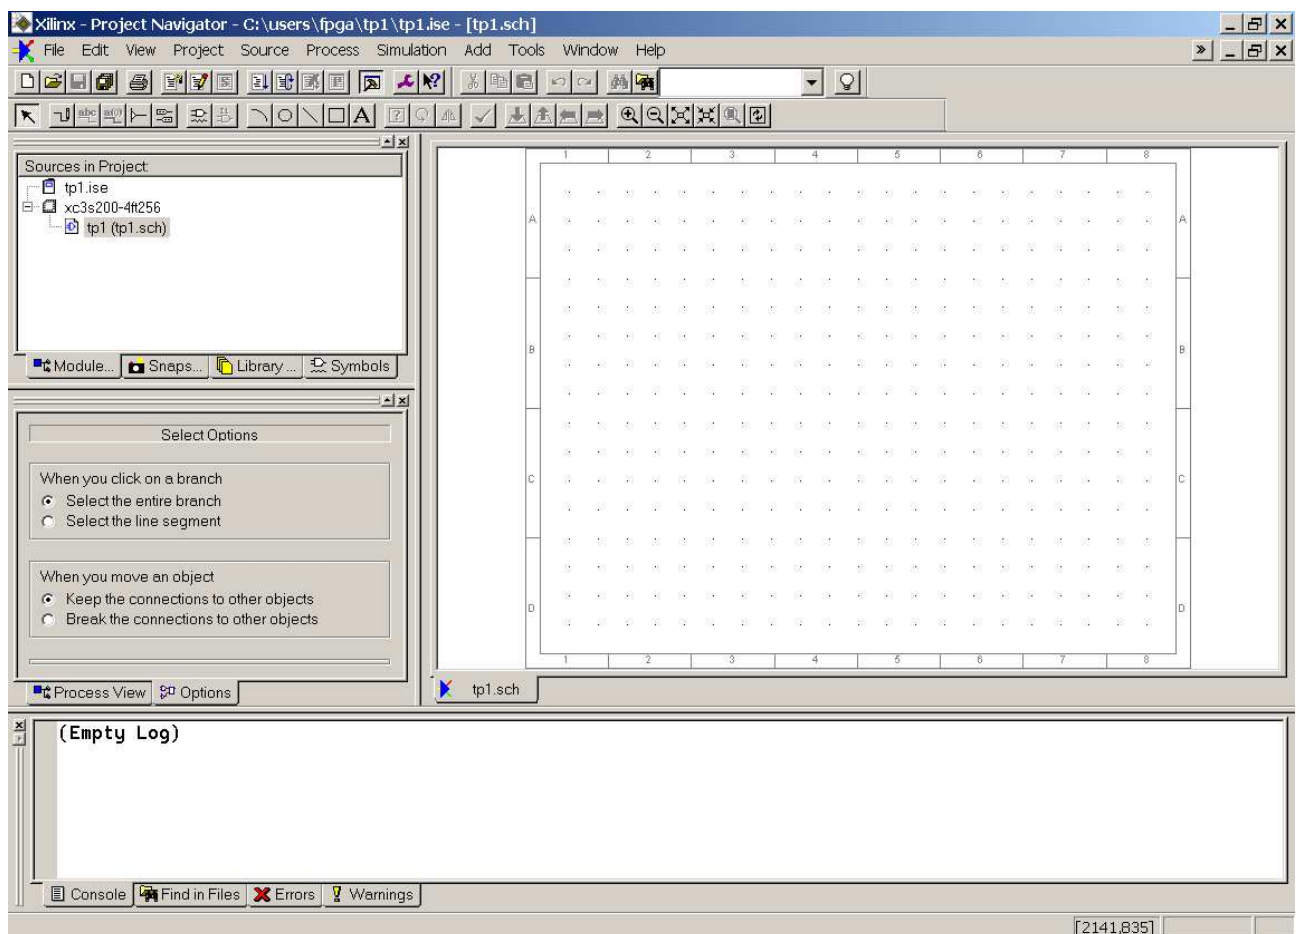 Xilinx - Project Navigator - C:\users\fpga\tp1\tp1.ise - [tp1.sch]
File Edit View Project Source Process Simulation Add Tools Window Help
Sources in Project:
tp1.ise
xc3s200-4ft256
tp1 (tp1.sch)
Module... Snaps... Library ... Symbols
Select Options
When you click on a branch
Select the entire branch
Select the line segment
When you move an object
Keep the connections to other objects
Break the connections to other objects
Process View Options
1 2 3 4 5 6 7 8
A A
B B
C C
D D
1 2 3 4 5 6 7 8
tp1.sch
(Empty Log)
Console Find in Files Errors Warnings
[2141,835]